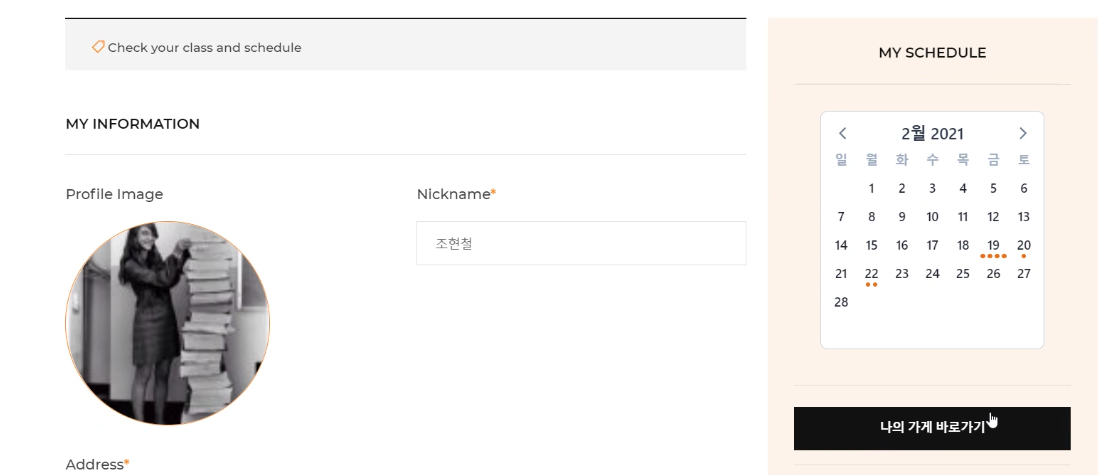 Check your class and schedule
MY INFORMATION
Profile Image
Nickname*
조현철
Address*
MY SCHEDULE
2월 2021
일 월 화 수 목 금 토
1 2 3 4 5 6
7 8 9 10 11 12 13
14 15 16 17 18 19 20
21 22 23 24 25 26 27
28
나의 가게 바로가기